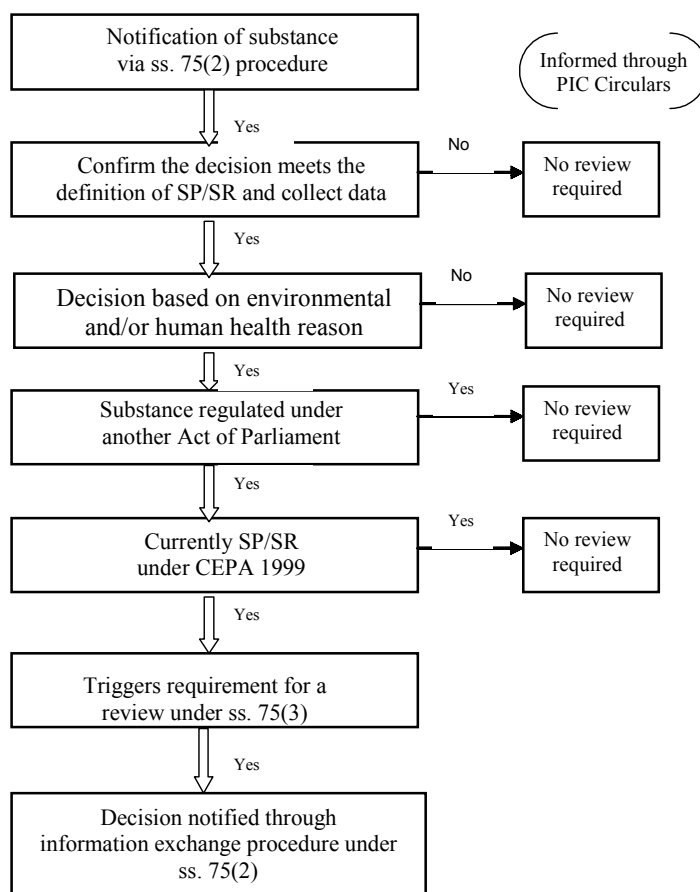 Notification of substance
via ss. 75(2) procedure
Informed through
PIC Circulars
Yes
Confirm the decision meets the
definition of SP/SR and collect data
No
No review
required
Yes
Decision based on environmental
and/or human health reason
No
No review
required
Yes
Substance regulated under
another Act of Parliament
Yes
No review
required
Yes
Currently SP/SR
under CEPA 1999
Yes
No review
required
Yes
Triggers requirement for a
review under ss. 75(3)
Yes
Decision notified through
information exchange procedure under
ss. 75(2)